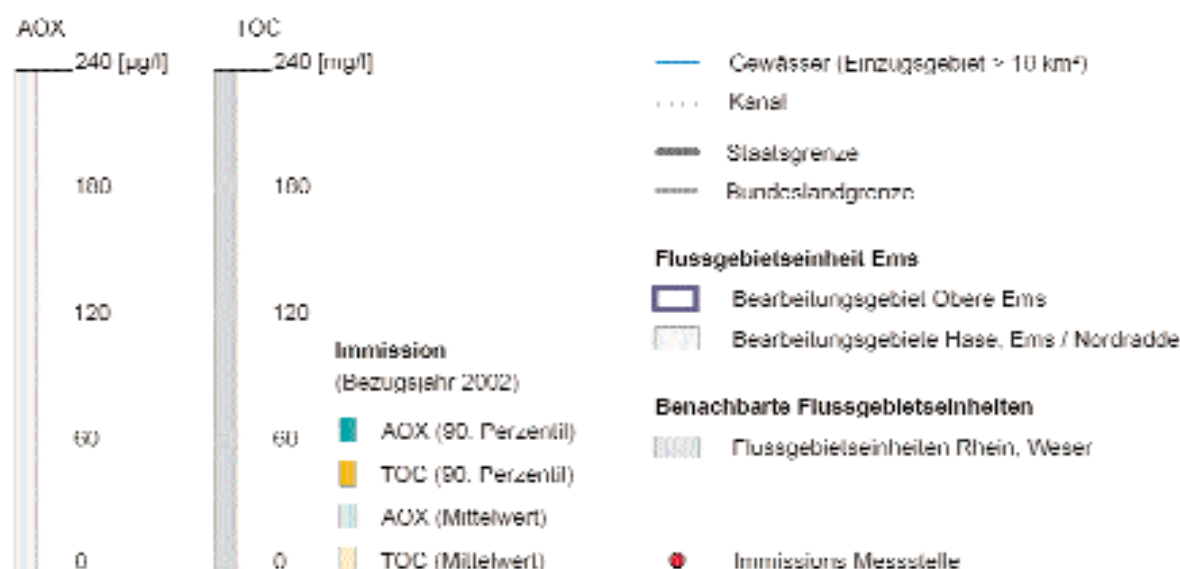 AOX
TOC
240 [µg/l]
240 [mg/l]
180
180
120
120
60
60
0
0
Immission
(Bezugsjahr 2002)
AOX (90. Perzentil)
TOC (90. Perzentil)
AOX (Mittelwert)
TOC (Mittelwert)
Gewässer (Einzugsgebiet > 10 km²)
Kanal
Staatsgrenze
Bundeslandgrenze
Flussgebietseinheit Ems
Bearbeitungsgebiet Obere Ems
Bearbeitungsgebiete Hase, Ems / Nordradde
Benachbarte Flussgebietseinheiten
Flussgebietseinheiten Rhein, Weser
Immissions Messstelle